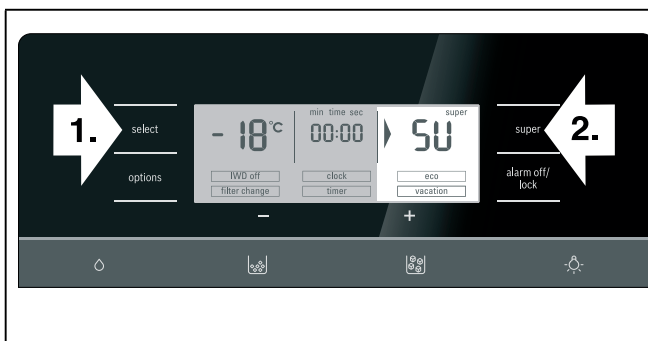 1.
select
options
- 18°C
min time sec
00:00
super
SU
IWD off
clock
eco
filter change
timer
vacation
super
2.
alarm off/
lock
−
+